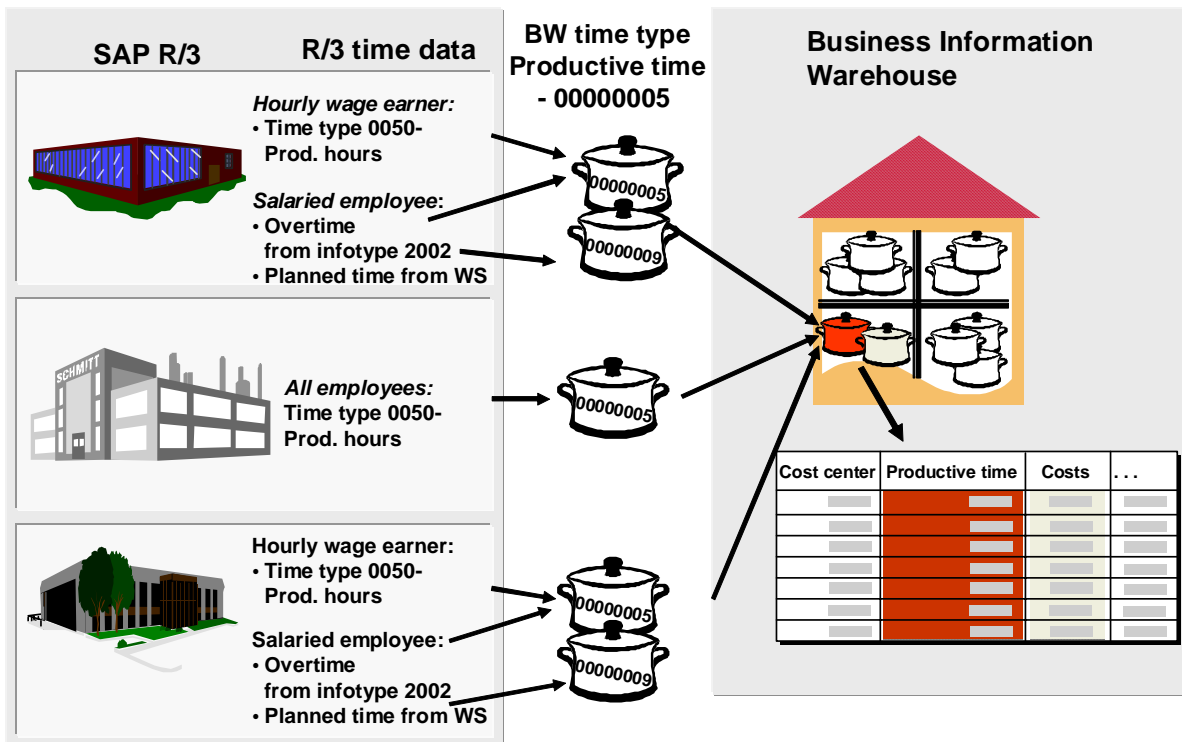 SAP R/3
R/3 time data
BW time type
Productive time
- 00000005
Business Information
Warehouse
Hourly wage earner:
• Time type 0050-
Prod. hours
Salaried employee:
• Overtime
from infotype 2002
• Planned time from WS
00000005
00000009
SCHMITT
All employees:
Time type 0050-
Prod. hours
00000005
Hourly wage earner:
• Time type 0050-
Prod. hours
Salaried employee:
• Overtime
from infotype 2002
• Planned time from WS
00000005
00000009
Cost center Productive time Costs . . .